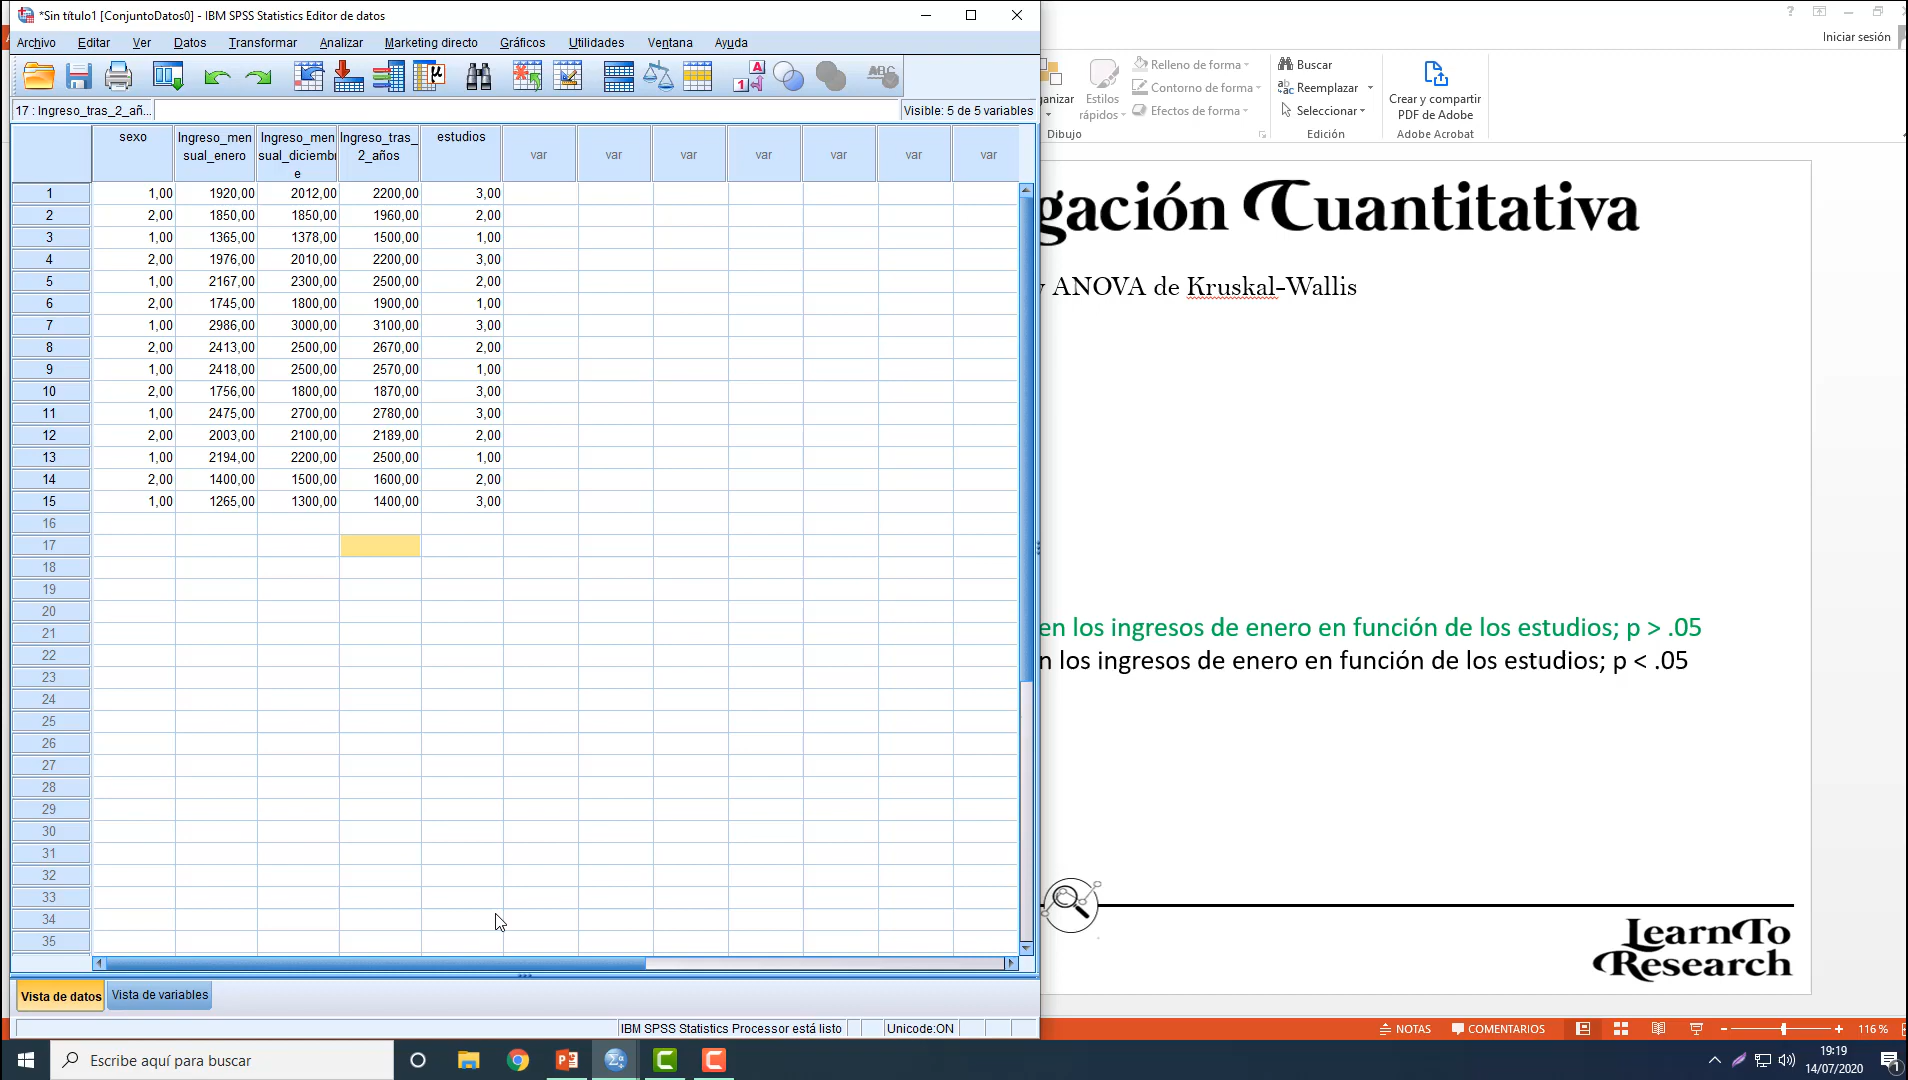 *Sin título1 [ConjuntoDatos0] - IBM SPSS Statistics Editor de datos
Archivo Editar Ver Datos Transformar Analizar Marketing directo Gráficos Utilidades Ventana Ayuda
17 : Ingreso_tras_2_añ... Visible: 5 de 5 variables
sexo Ingreso_mensual_enero Ingreso_mensual_diciembre Ingreso_tras_2_años estudios var var var var var var var
1 1,00 1920,00 2012,00 2200,00 3,00
2 2,00 1850,00 1850,00 1960,00 2,00
3 1,00 1365,00 1378,00 1500,00 1,00
4 2,00 1976,00 2010,00 2200,00 3,00
5 1,00 2167,00 2300,00 2500,00 2,00
6 2,00 1745,00 1800,00 1900,00 1,00
7 1,00 2986,00 3000,00 3100,00 3,00
8 2,00 2413,00 2500,00 2670,00 2,00
9 1,00 2418,00 2500,00 2570,00 1,00
10 2,00 1756,00 1800,00 1870,00 3,00
11 1,00 2475,00 2700,00 2780,00 3,00
12 2,00 2003,00 2100,00 2189,00 2,00
13 1,00 2194,00 2200,00 2500,00 1,00
14 2,00 1400,00 1500,00 1600,00 2,00
15 1,00 1265,00 1300,00 1400,00 3,00
16
17
18
19
20
21
22
23
24
25
26
27
28
29
30
31
32
33
34
35
Vista de datos Vista de variables
IBM SPSS Statistics Processor está listo Unicode:ON
Iniciar sesión
Relleno de forma
Contorno de forma
Efectos de forma
ganizar
Estilos
rápidos
Dibujo
Buscar
Reemplazar
Seleccionar
Edición
Crear y compartir
PDF de Adobe
Adobe Acrobat
gación Cuantitativa
y ANOVA de Kruskal-Wallis
en los ingresos de enero en función de los estudios; p > .05
n los ingresos de enero en función de los estudios; p < .05
LearnTo
Research
NOTAS COMENTARIOS 116 %
Escribe aquí para buscar
19:19
14/07/2020
1